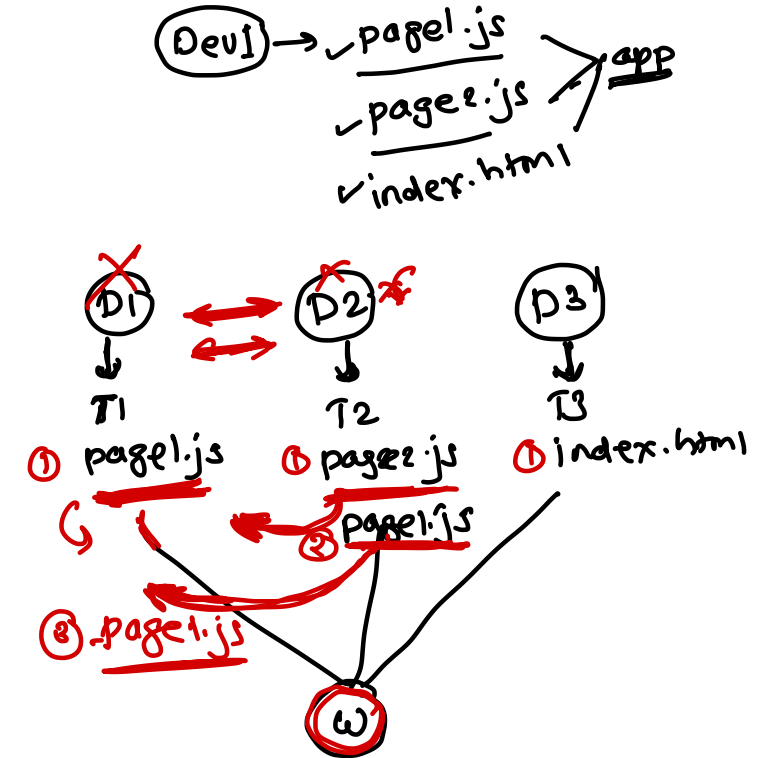 Dev1 → ✓ page1.js
app
✓ page2.js
✓ index.html
D1 D2 D3
T1 T2 T3
① page1.js ① page2.js ① index.html
② page1.js
③ page1.js
W